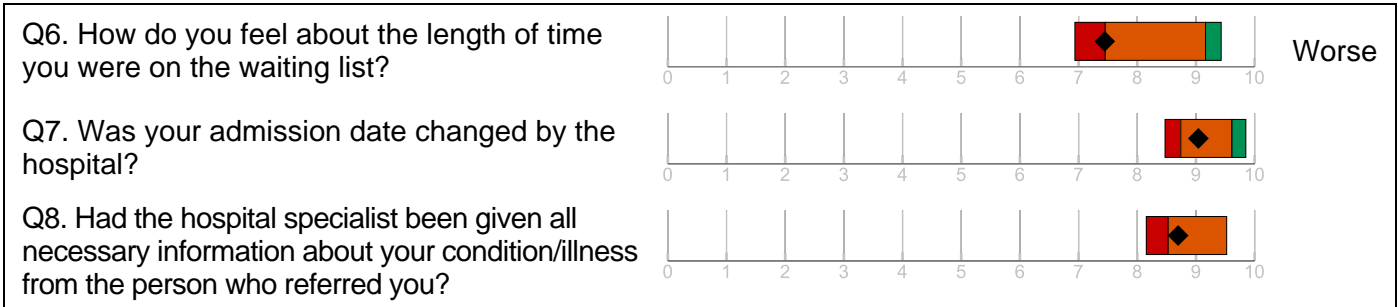 Q6. How do you feel about the length of time
you were on the waiting list?
Worse
0 1 2 3 4 5 6 7 8 9 10
Q7. Was your admission date changed by the
hospital?
0 1 2 3 4 5 6 7 8 9 10
Q8. Had the hospital specialist been given all
necessary information about your condition/illness
from the person who referred you?
0 1 2 3 4 5 6 7 8 9 10